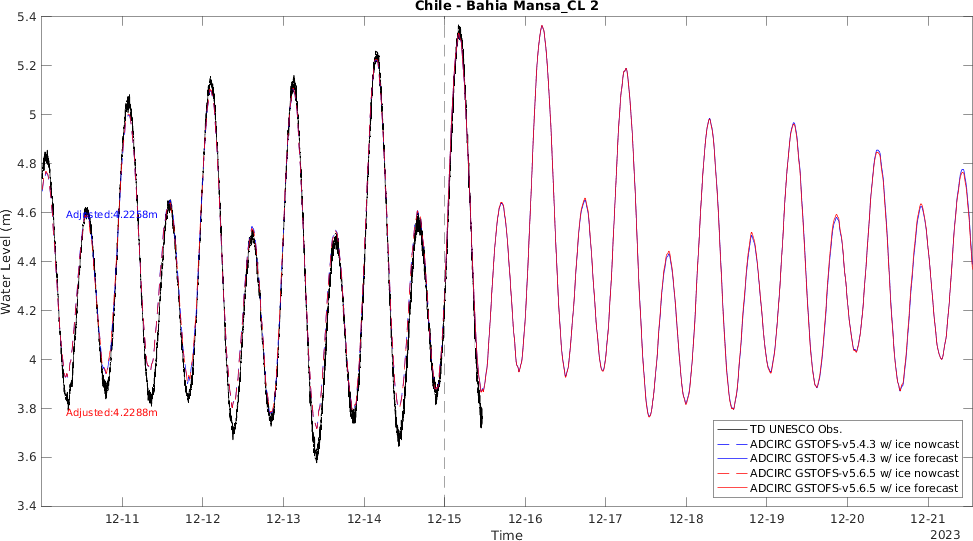 Chile - Bahia Mansa_CL 2
5.4
5.2
5
4.8
4.6
4.4
4.2
4
3.8
3.6
3.4
Water Level (m)
Adjusted:4.2258m
Adjusted:4.2288m
TD UNESCO Obs.
ADCIRC GSTOFS-v5.4.3 w/ ice nowcast
ADCIRC GSTOFS-v5.4.3 w/ ice forecast
ADCIRC GSTOFS-v5.6.5 w/ ice nowcast
ADCIRC GSTOFS-v5.6.5 w/ ice forecast
12-11 12-12 12-13 12-14 12-15 12-16 12-17 12-18 12-19 12-20 12-21
Time
2023